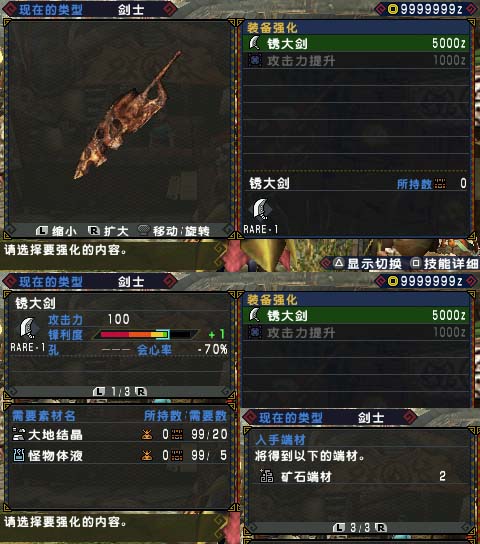 现在的类型 剑士
9999999z
装备强化
锈大剑 5000z
攻击力提升 1000z
锈大剑 所持数 0
RARE-1
L 缩小 R 扩大 移动/旋转
请选择要强化的内容。
△显示切换 □技能详细
现在的类型 剑士
9999999z
锈大剑
RARE-1
攻击力 100
锋利度 +1
孔 --- 会心率 -70%
L 1/3 R
装备强化
锈大剑 5000z
攻击力提升 1000z
需要素材名 所持数/需要数
大地结晶 0 99/20
怪物体液 0 99/ 5
请选择要强化的内容。
现在的类型 剑士
入手端材
将得到以下的端材。
矿石端材 2
L 3/3 R